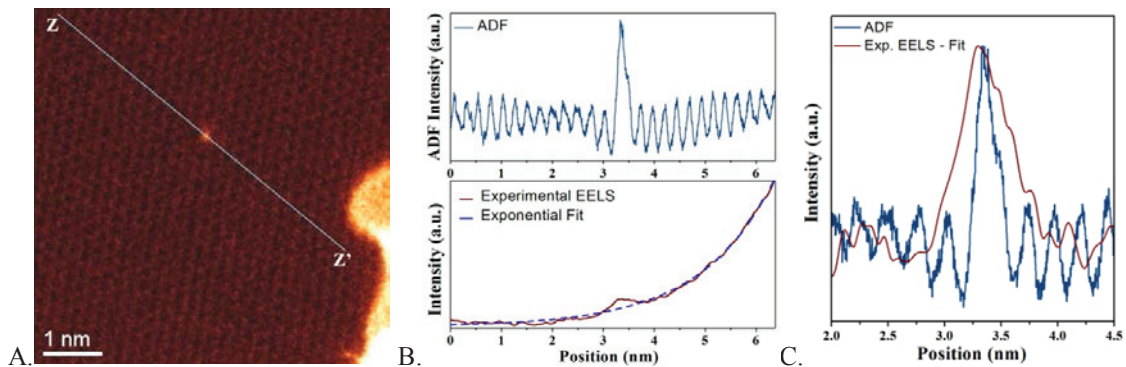 z
z'
1 nm
A.
ADF
ADF Intensity (a.u.)
0 1 2 3 4 5 6
Experimental EELS
Exponential Fit
Intensity (a.u.)
0 1 2 3 4 5 6
Position (nm)
B.
ADF
Exp. EELS - Fit
Intensity (a.u.)
2.0 2.5 3.0 3.5 4.0 4.5
Position (nm)
C.